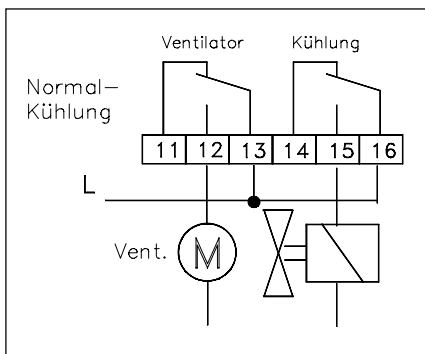 Ventilator Kühlung
Normal–
Kühlung
11 12 13 14 15 16
L
Vent. M